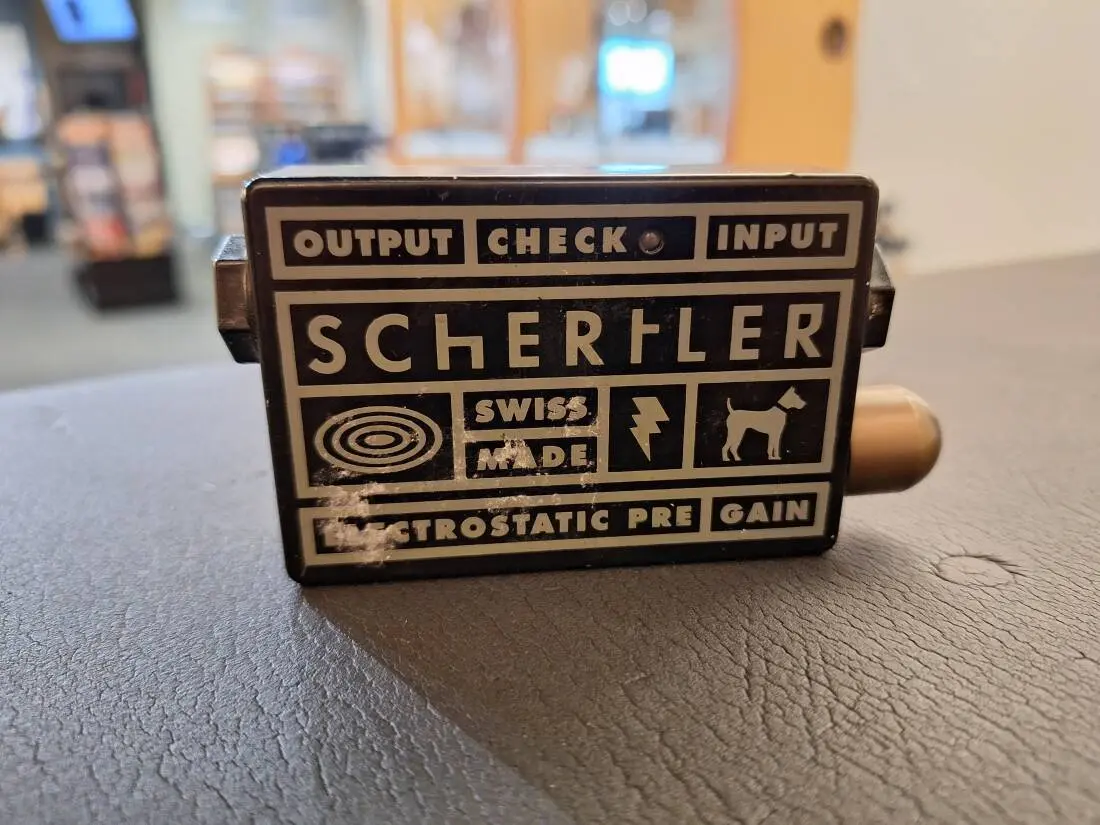 OUTPUT CHECK INPUT
SCHERTLER
SWISS
MADE
ELECTROSTATIC PRE GAIN